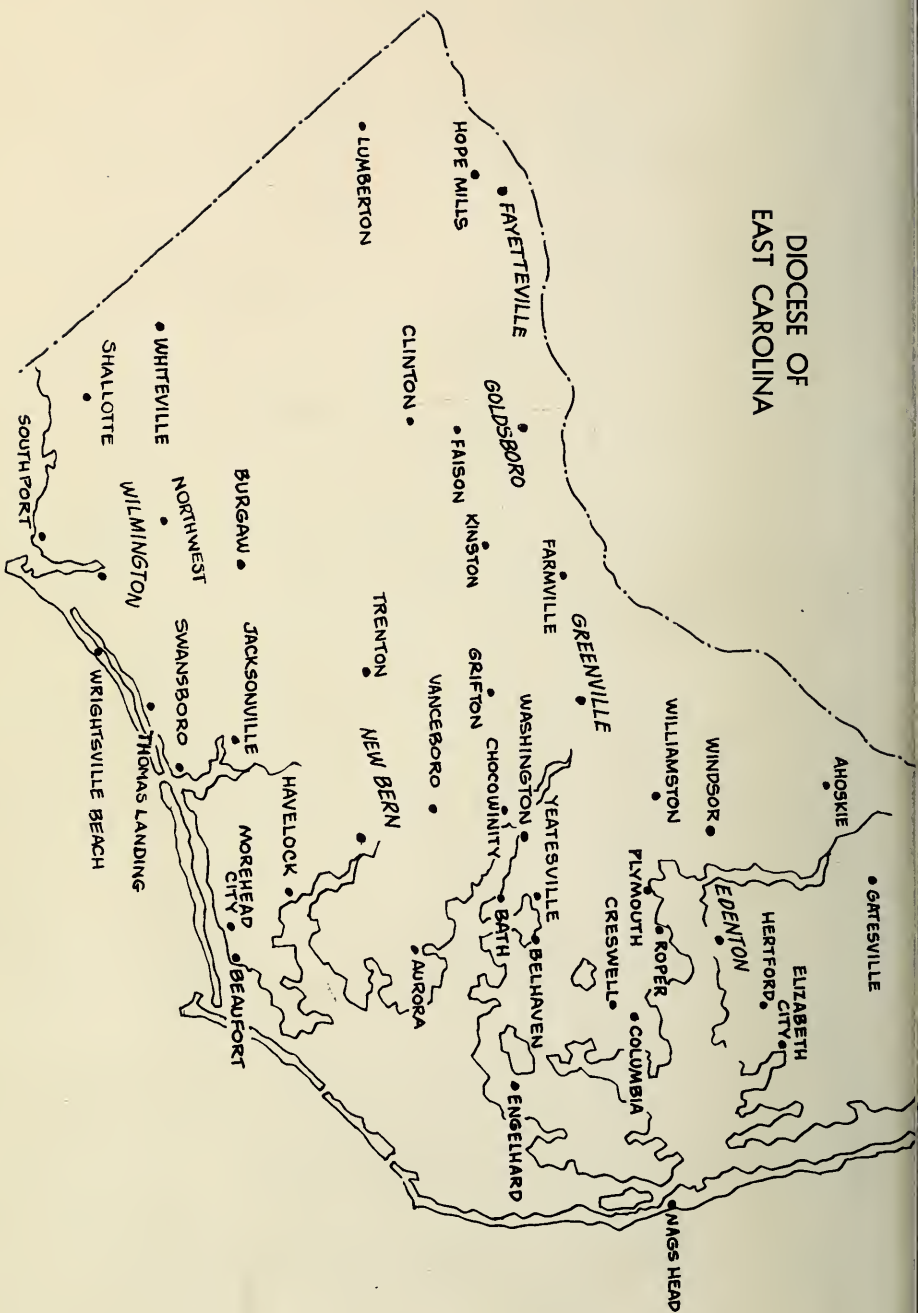 DIOCESE OF
EAST CAROLINA
AHOSKIE
GATESVILLE
ELIZABETH
CITY
HERTFORD
EDENTON
WINDSOR
WILLIAMSTON
NAGS HEAD
PLYMOUTH
ROPER
COLUMBIA
CRESWELL
GREENVILLE
FARMVILLE
YEATESVILLE
BELHAVEN
WASHINGTON
BATH
ENGELHARD
CHOCOWINITY
GRIFTON
FAYETTEVILLE
GOLDSBORO
HOPE MILLS
FAISON
KINSTON
VANCEBORO
AURORA
CLINTON
TRENTON
NEW BERN
LUMBERTON
HAVELOCK
BURGAW
JACKSONVILLE
MOREHEAD
CITY
BEAUFORT
NORTHWEST
SWANSBORO
WHITEVILLE
WILMINGTON
THOMAS LANDING
SHALLOTTE
WRIGHTSVILLE BEACH
SOUTHPORT